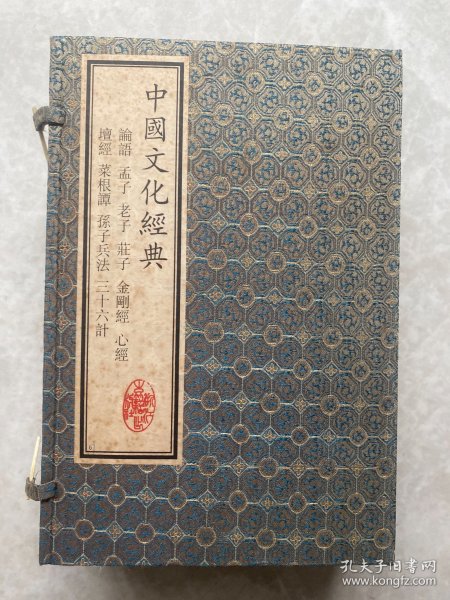 中國文化經典
論語 孟子 老子 莊子 金剛經 心經
壇經 菜根譚 孫子兵法 三十六計
孔夫子旧书网
www.kongfz.com